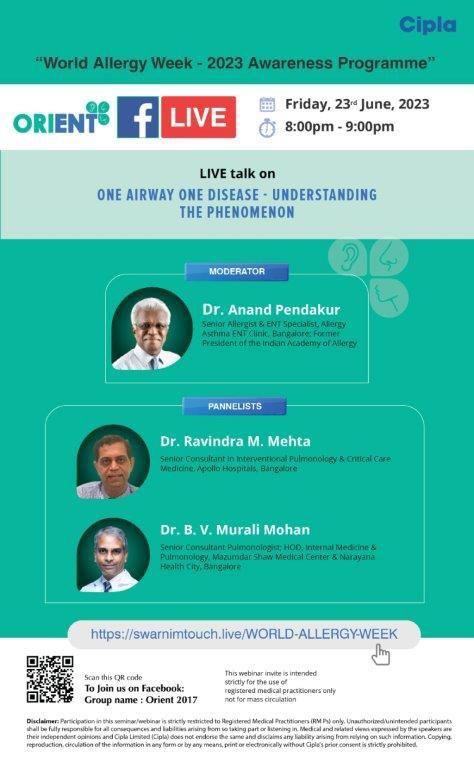 Cipla
“World Allergy Week - 2023 Awareness Programme”
ORIENT
f LIVE
Friday, 23rd June, 2023
8:00pm - 9:00pm
LIVE talk on
ONE AIRWAY ONE DISEASE - UNDERSTANDING
THE PHENOMENON
MODERATOR
Dr. Anand Pendakur
Senior Allergist & ENT Specialist, Allergy
Asthma ENT Clinic, Bangalore; Former
President of the Indian Academy of Allergy
PANNELISTS
Dr. Ravindra M. Mehta
Senior Consultant in Interventional Pulmonology & Critical Care
Medicine, Apollo Hospitals, Bangalore
Dr. B. V. Murali Mohan
Senior Consultant Pulmonologist; HOD, Internal Medicine &
Pulmonology, Mazumdar Shaw Medical Center & Narayana
Health City, Bangalore
https://swarnimtouch.live/WORLD-ALLERGY-WEEK
Scan this QR code
To Join us on Facebook:
Group name : Orient 2017
This webinar invite is intended
strictly for the use of
registered medical practitioners only
not for mass circulation
Disclaimer: Participation in this seminar/webinar is strictly restricted to Registered Medical Practitioners (RM Ps) only. Unauthorized/unintended participants
shall be fully responsible for all consequences and liabilities arising from so taking part or listening in. Medical and related views expressed by the speakers are
their independent opinions and Cipla Limited (Cipla) does not endorse the same and disclaims any liability arising from relying on such information. Copying,
reproduction, circulation of the information in any form or by any means, print or electronically without Cipla's prior consent is strictly prohibited.